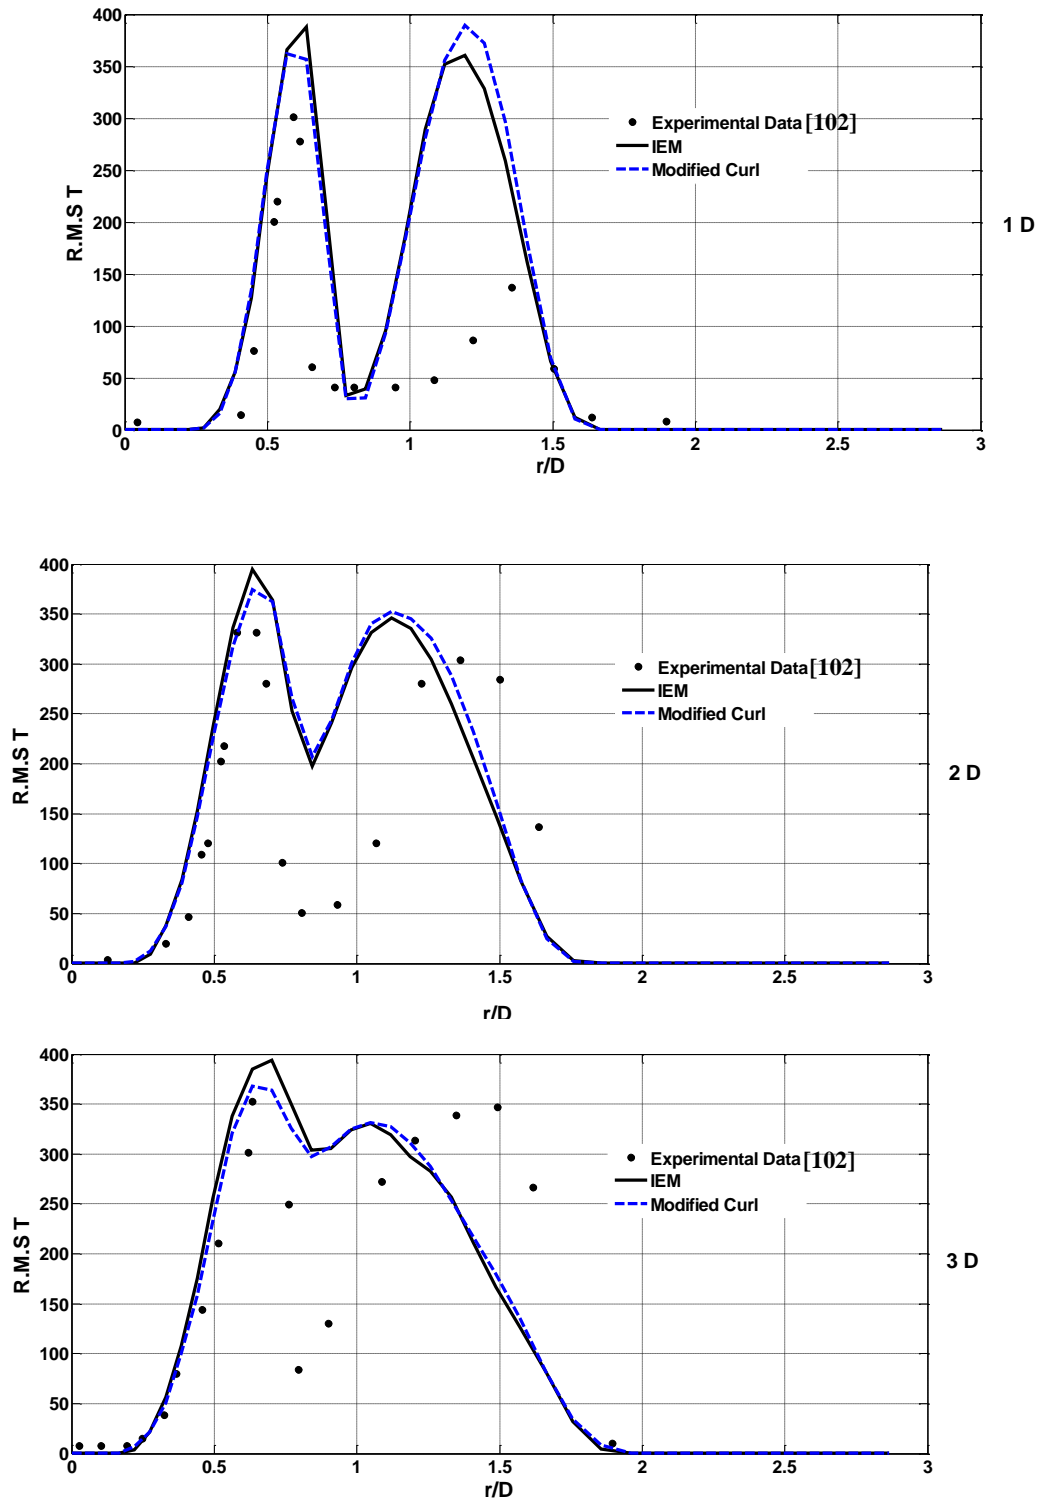 400
350
300
250
200
150
100
50
0
R.M.S T
Experimental Data [102]
IEM
Modified Curl
1 D
0 0.5 1 1.5 2 2.5 3
r/D
400
350
300
250
200
150
100
50
0
R.M.S T
Experimental Data [102]
IEM
Modified Curl
2 D
0 0.5 1 1.5 2 2.5 3
r/D
400
350
300
250
200
150
100
50
0
R.M.S T
Experimental Data [102]
IEM
Modified Curl
3 D
0 0.5 1 1.5 2 2.5 3
r/D